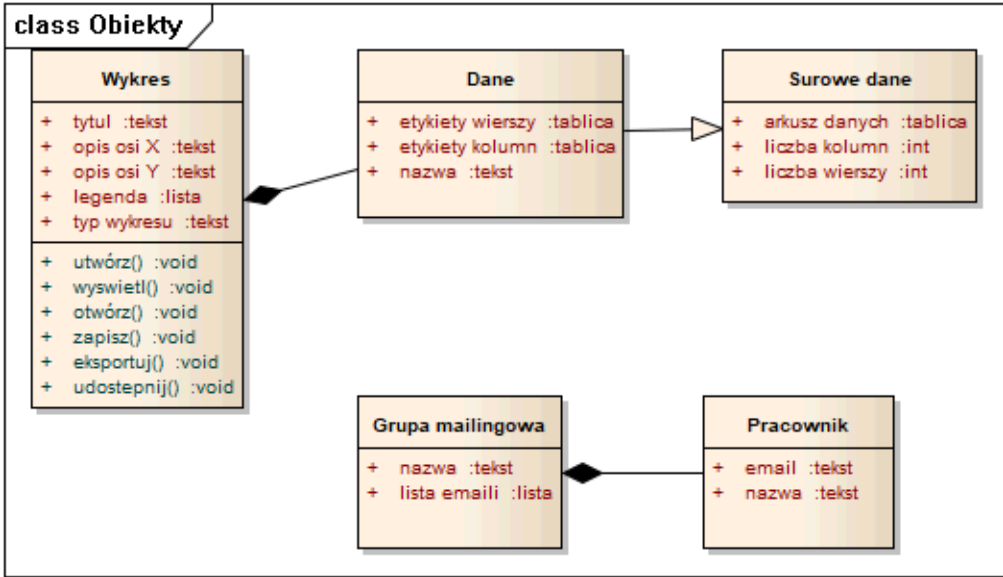 class Obiekty
Wykres
+ tytul :tekst
+ opis osi X :tekst
+ opis osi Y :tekst
+ legenda :lista
+ typ wykresu :tekst
+ utwórz() :void
+ wyswietl() :void
+ otwórz() :void
+ zapisz() :void
+ eksportuj() :void
+ udostepnij() :void
Dane
+ etykiety wierszy :tablica
+ etykiety kolumn :tablica
+ nazwa :tekst
Surowe dane
+ arkusz danych :tablica
+ liczba kolumn :int
+ liczba wierszy :int
Grupa mailingowa
+ nazwa :tekst
+ lista emaili :lista
Pracownik
+ email :tekst
+ nazwa :tekst